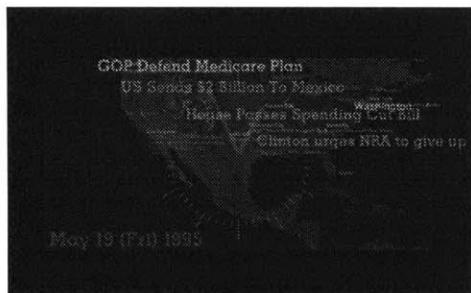 GOP Defend Medicare Plan
US Sends $2 Billion To Mexico
Washington
House Passes Spending Cut Bill
Clinton urges NRA to give up
May 19 (Fri) 1995